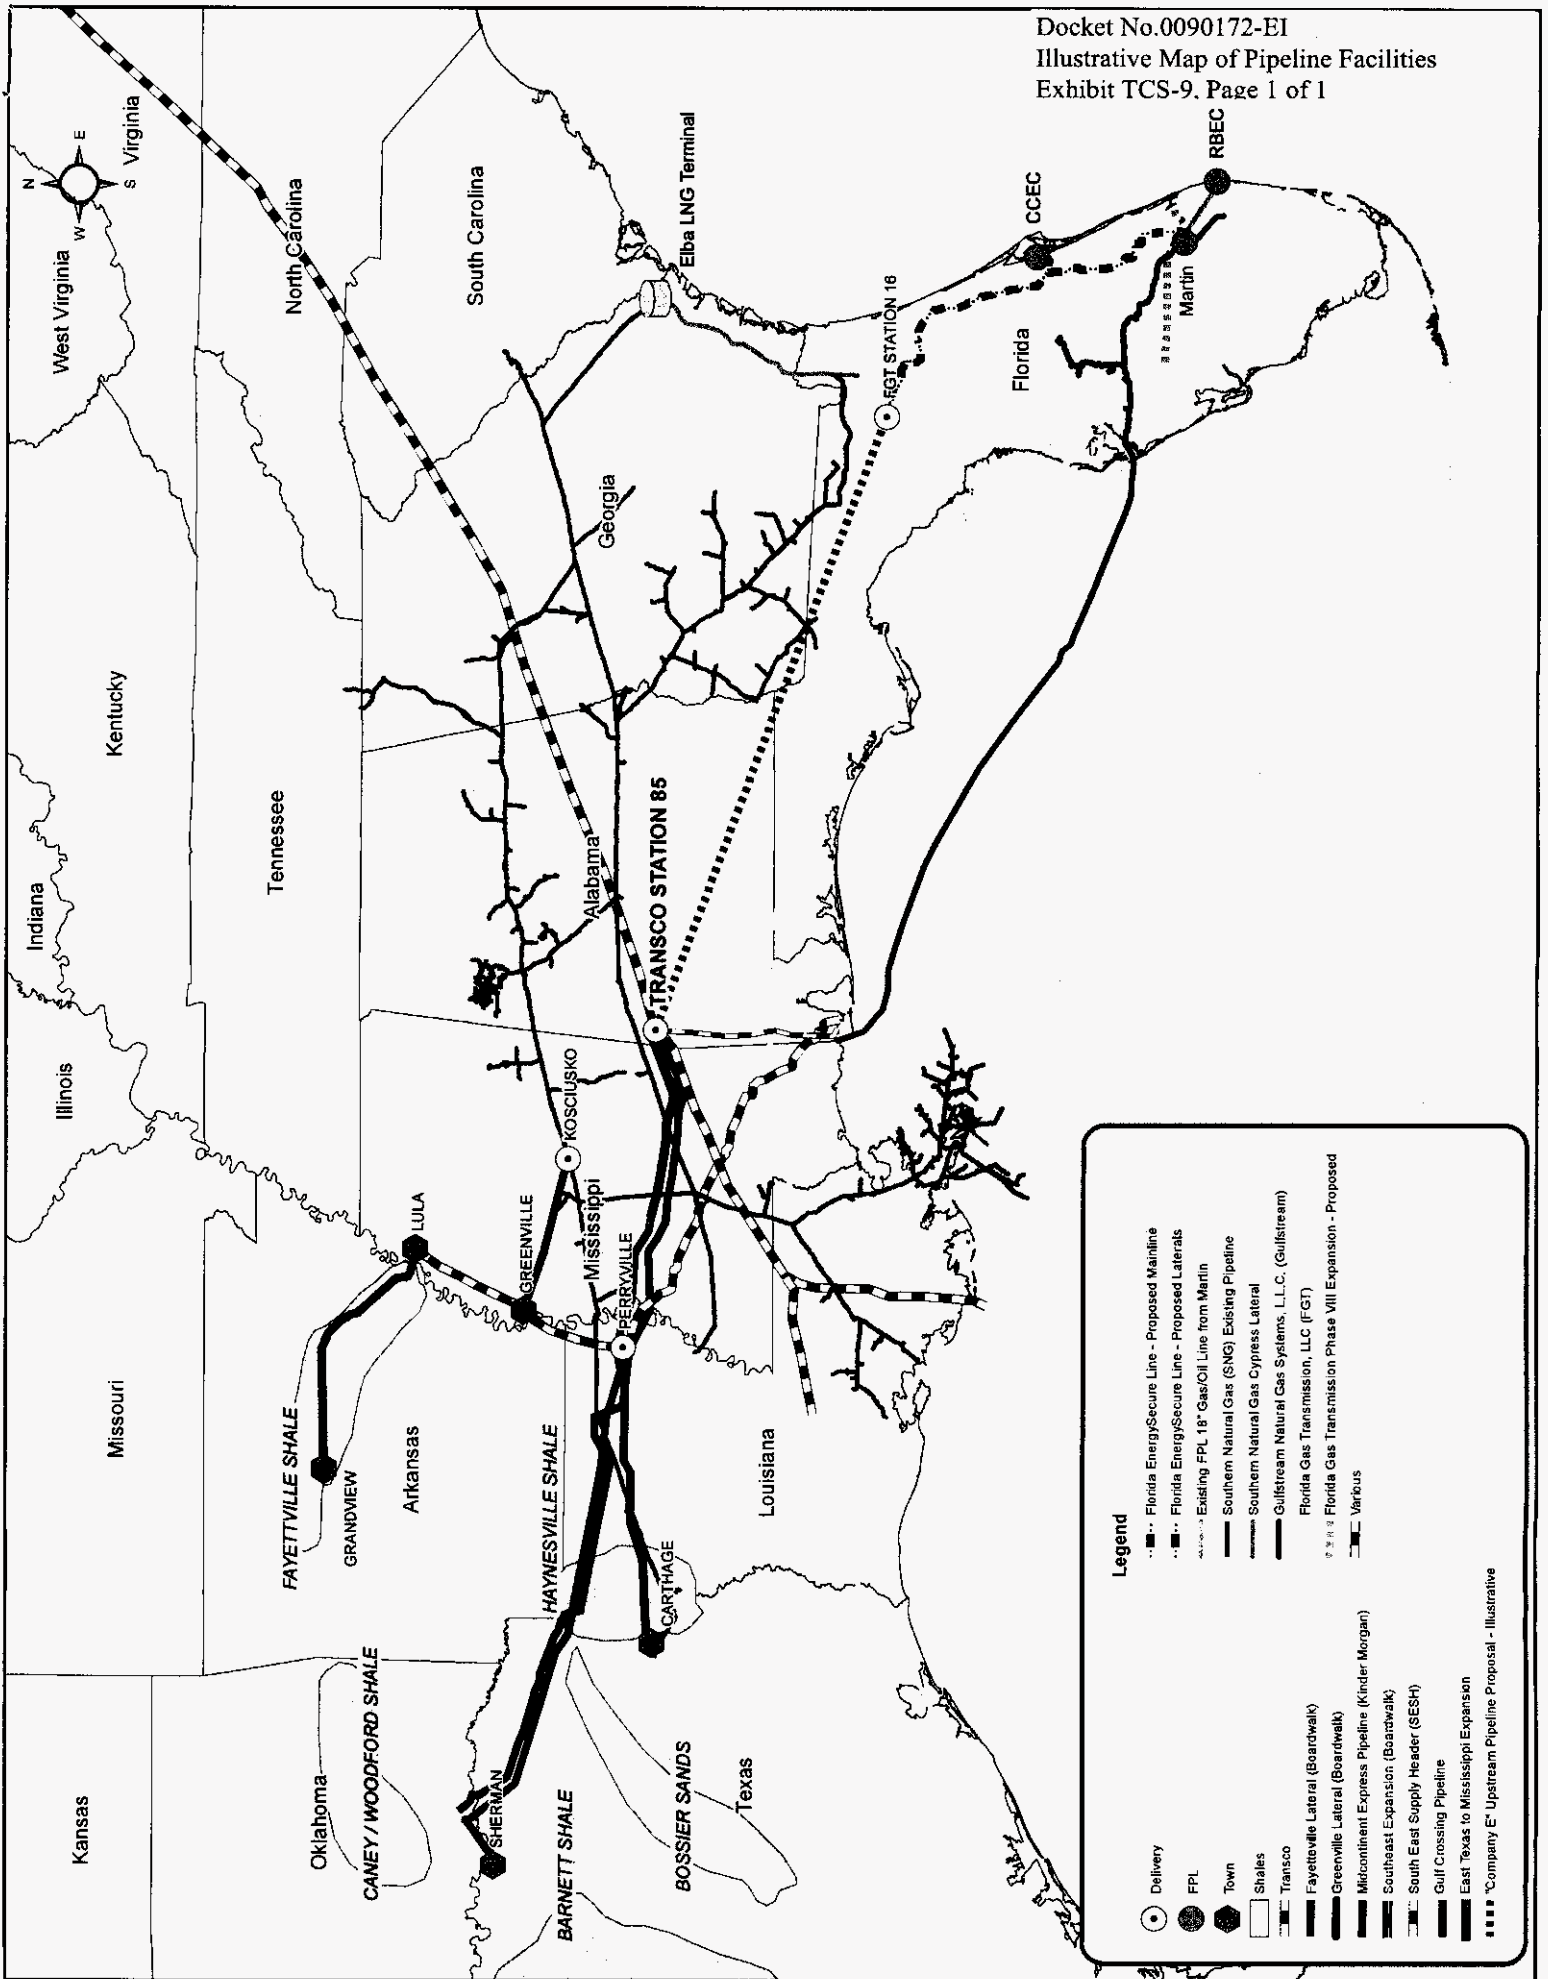 Docket No.0090172-EI
Illustrative Map of Pipeline Facilities
Exhibit TCS-9, Page 1 of 1
N
E
S
W
Kansas
Missouri
Illinois
Indiana
Kentucky
West Virginia
Virginia
Oklahoma
Arkansas
Tennessee
North Carolina
South Carolina
Texas
Louisiana
Mississippi
Alabama
Georgia
Florida
FAYETTVILLE SHALE
CANEY / WOODFORD SHALE
HAYNESVILLE SHALE
BARNETT SHALE
BOSSIER SANDS
GRANDVIEW
LULA
GREENVILLE
KOSCIUSKO
PERRYVILLE
SHERMAN
CARTHAGE
TRANSCO STATION 85
Elba LNG Terminal
FGT STATION 16
CCEC
Martin
RBEC
Legend
Delivery
FPL
Town
Shales
Transco
Fayetteville Lateral (Boardwalk)
Greenville Lateral (Boardwalk)
Midcontinent Express Pipeline (Kinder Morgan)
Southeast Expansion (Boardwalk)
South East Supply Header (SESH)
Gulf Crossing Pipeline
East Texas to Mississippi Expansion
"Company E" Upstream Pipeline Proposal - Illustrative
Florida EnergySecure Line - Proposed Mainline
Florida EnergySecure Line - Proposed Laterals
Existing FPL 18" Gas/Oil Line from Martin
Southern Natural Gas (SNG) Existing Pipeline
Southern Natural Gas Cypress Lateral
Gulfstream Natural Gas Systems, L.L.C. (Gulfstream)
Florida Gas Transmission, LLC (FGT)
Florida Gas Transmission Phase VIII Expansion - Proposed
Various